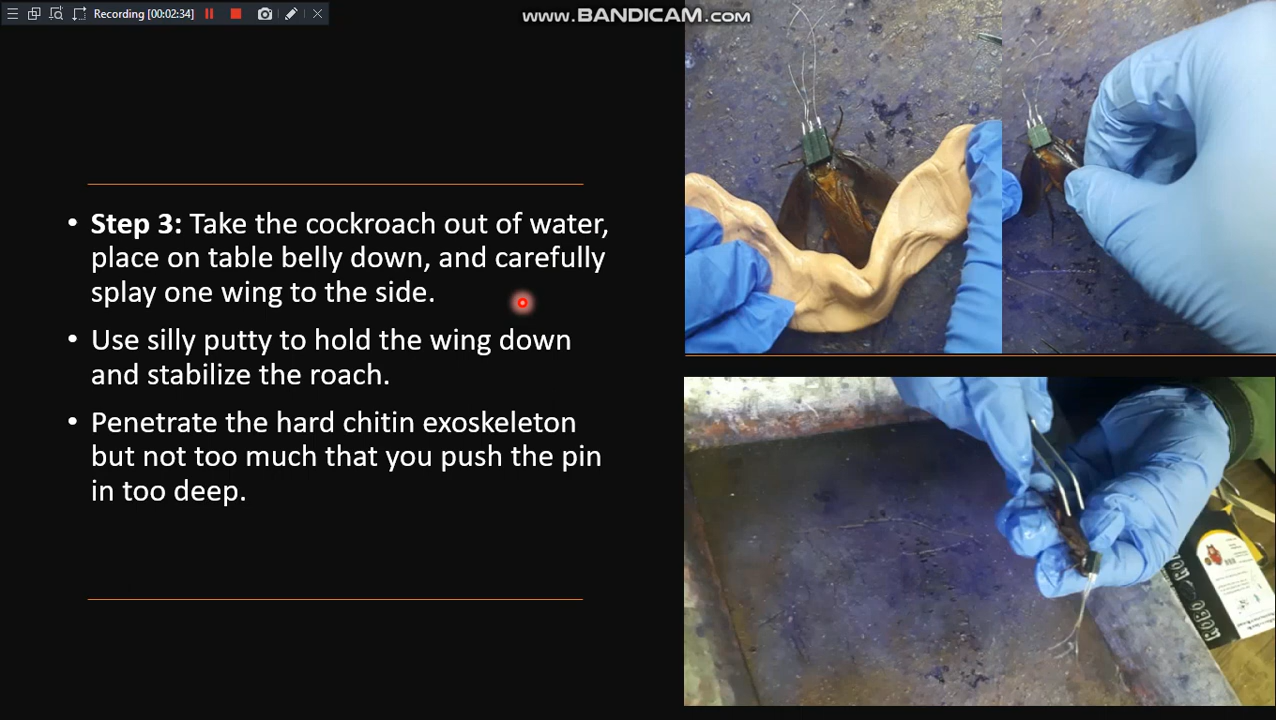 Recording [00:02:34]
www.BANDICAM.com
• Step 3: Take the cockroach out of water,
place on table belly down, and carefully
splay one wing to the side.
• Use silly putty to hold the wing down
and stabilize the roach.
• Penetrate the hard chitin exoskeleton
but not too much that you push the pin
in too deep.